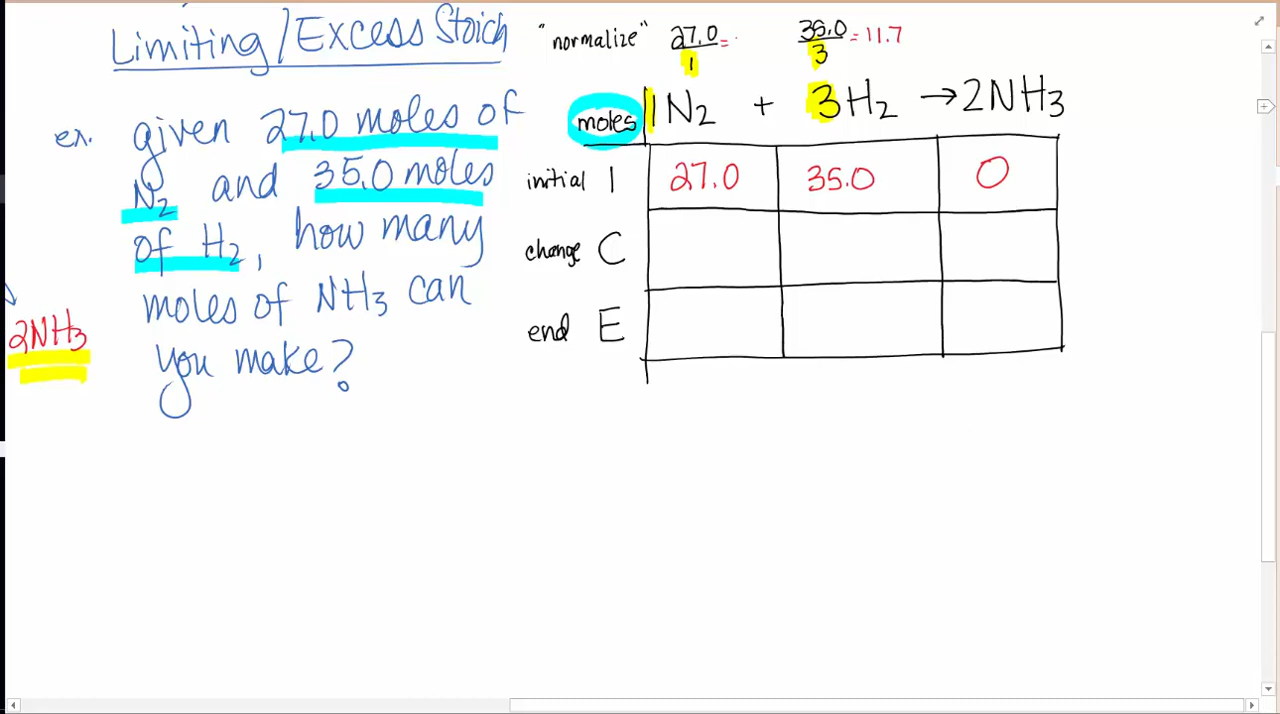 Limiting/Excess Stoich
ex. given 27.0 moles of
N2 and 35.0 moles
of H2, how many
moles of NH3 can
you make?
2NH3
"normalize" 27.0/1 = 35.0/3 = 11.7
moles 1N2 + 3H2 → 2NH3
initial I 27.0 35.0 0
change C
end E